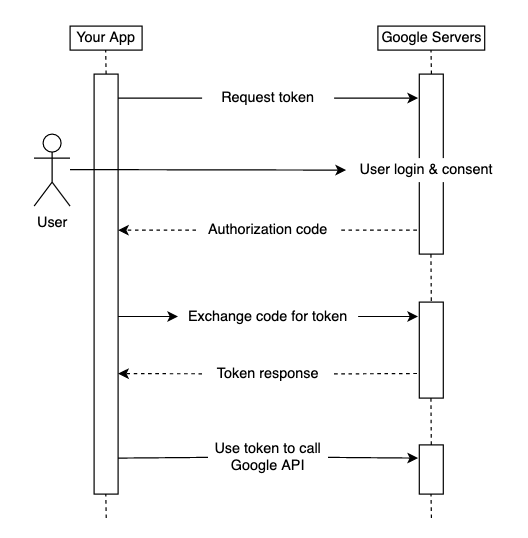 Your App
Google Servers
Request token
User login & consent
User
Authorization code
Exchange code for token
Token response
Use token to call
Google API